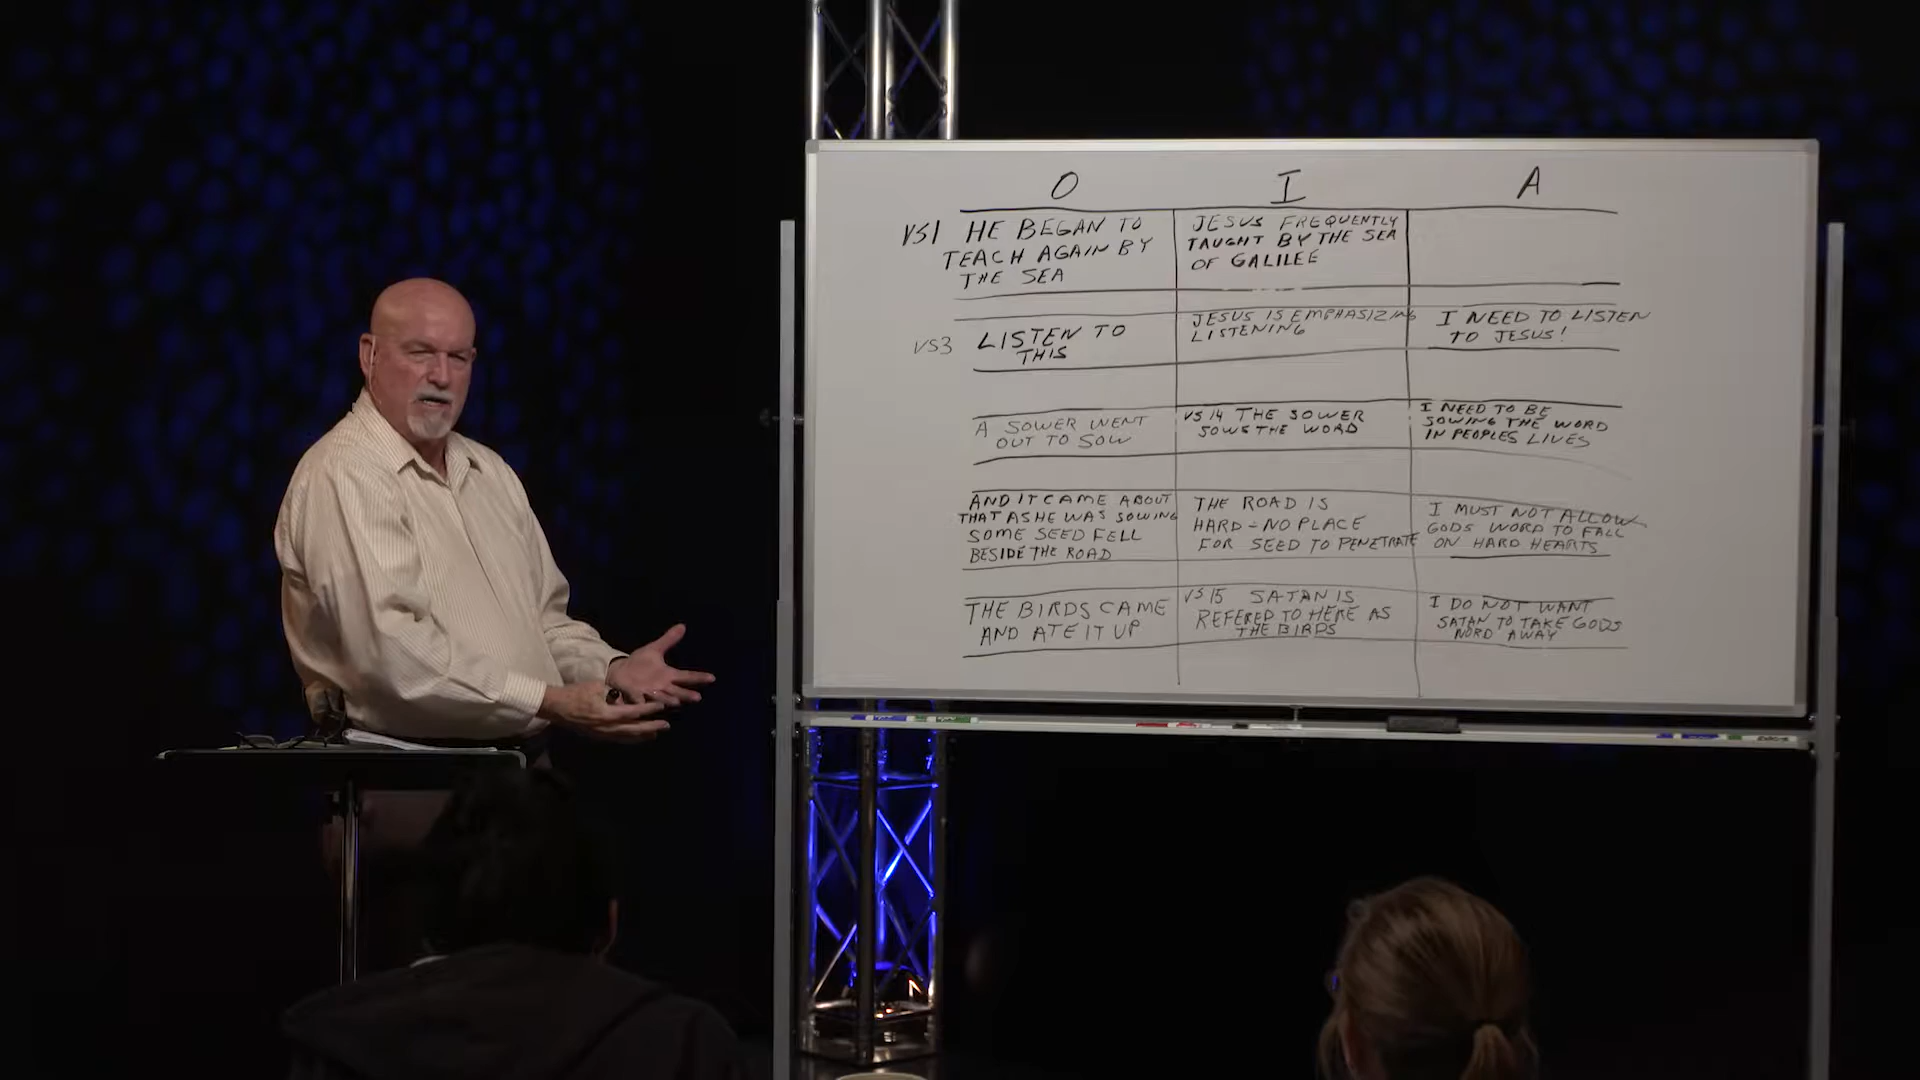 O I A
VS1 HE BEGAN TO
TEACH AGAIN BY
THE SEA
JESUS FREQUENTLY
TAUGHT BY THE SEA
OF GALILEE
VS3 LISTEN TO
THIS
JESUS IS EMPHASIZING
LISTENING
I NEED TO LISTEN
TO JESUS!
A SOWER WENT
OUT TO SOW
VS 14 THE SOWER
SOWS THE WORD
I NEED TO BE
SOWING THE WORD
IN PEOPLES LIVES
AND IT CAME ABOUT
THAT AS HE WAS SOWING
SOME SEED FELL
BESIDE THE ROAD
THE ROAD IS
HARD - NO PLACE
FOR SEED TO PENETRATE
I MUST NOT ALLOW
GODS WORD TO FALL
ON HARD HEARTS
THE BIRDS CAME
AND ATE IT UP
VS 15 SATAN IS
REFERED TO HERE AS
THE BIRDS
I DO NOT WANT
SATAN TO TAKE GODS
WORD AWAY